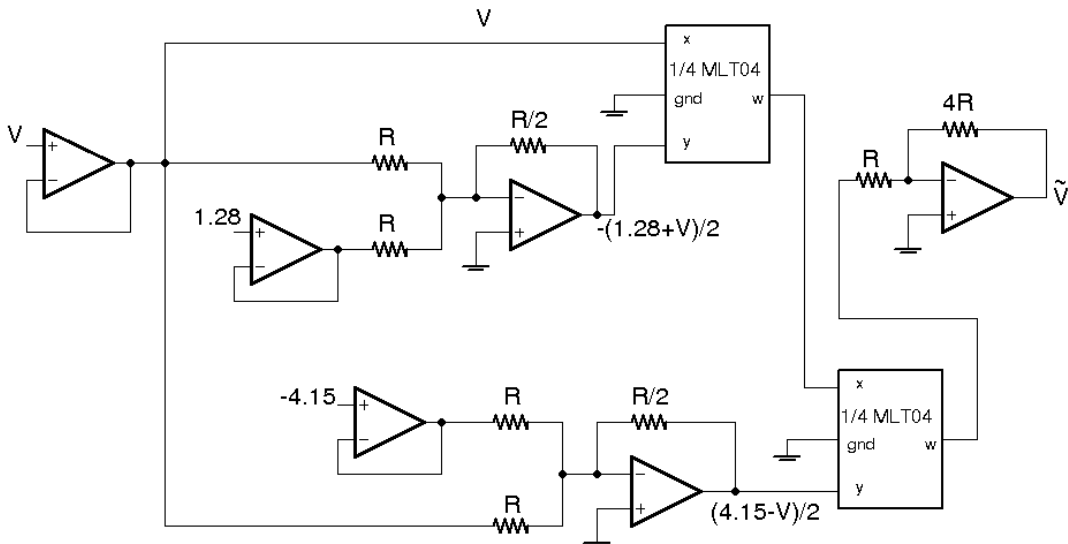 V
x
1/4 MLT04
gnd
w
y
V
+
−
R
R/2
4R
R
−
+
Ṽ
1.28
+
−
R
−
+
-(1.28+V)/2
-4.15
+
−
R
R/2
x
1/4 MLT04
gnd
w
y
R
−
+
(4.15-V)/2